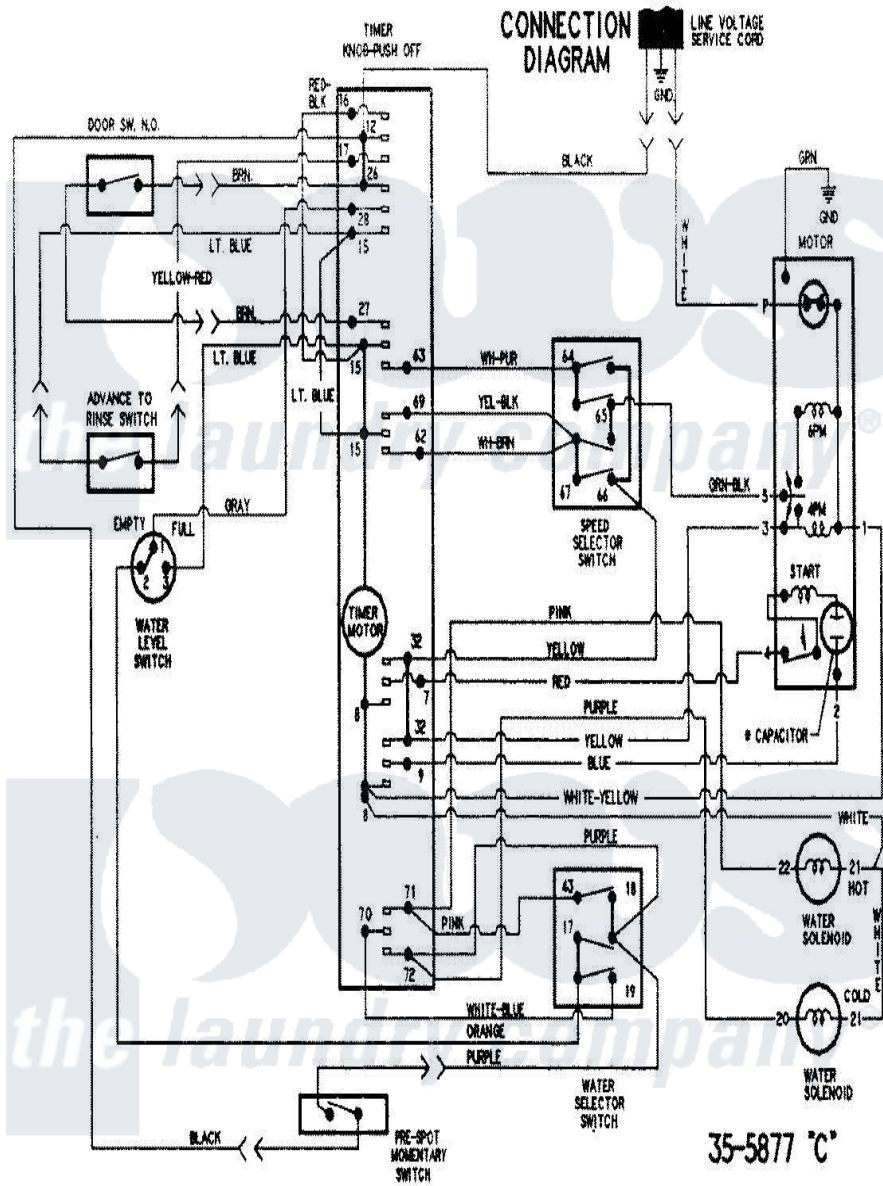 CONNECTION
DIAGRAM
LINE VOLTAGE
SERVICE CORD
GND
TIMER
KNOB-PUSH OFF
RED-
BLK
16
DOOR SW. N.O.
12
17
BRN.
26
BLACK
GRN
GND
MOTOR
28
LT. BLUE
15
YELLOW-RED
WHITE
BRN.
27
LT. BLUE
15
63
WH-PUR
64
ADVANCE TO
RINSE SWITCH
LT. BLUE
69
YEL-BLK
65
6PM
15
62
WH-BRN
67
66
GRN-BLK
5
GRAY
EMPTY
FULL
1
2
3
SPEED
SELECTOR
SWITCH
3
4PM
1
START
WATER
LEVEL
SWITCH
TIMER
MOTOR
PINK
32
YELLOW
RED
7
4
8
PURPLE
2
32
YELLOW
# CAPACITOR
BLUE
9
WHITE-YELLOW
8
WHITE
PURPLE
22
21
HOT
71
43
18
70
PINK
17
WATER
SOLENOID
WHITE
72
19
COLD
WHITE-BLUE
20
21
ORANGE
PURPLE
WATER
SELECTOR
SWITCH
WATER
SOLENOID
BLACK
PRE-SPOT
MOMENTARY
SWITCH
35-5877 "C"
the laundry company®
the laundry company®